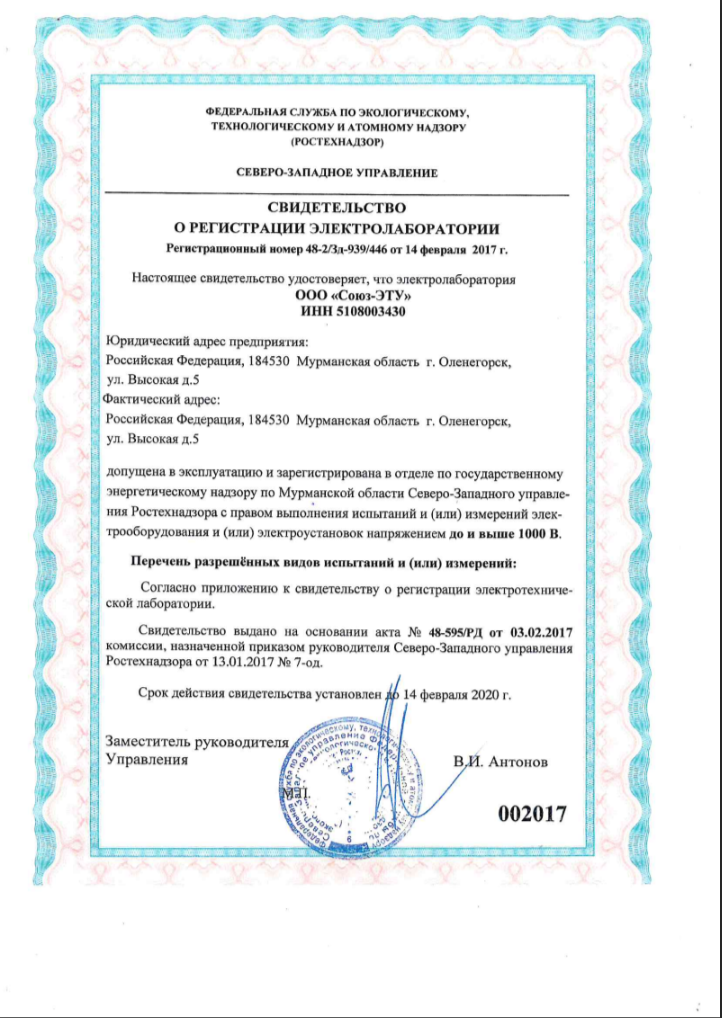 ФЕДЕРАЛЬНАЯ СЛУЖБА ПО ЭКОЛОГИЧЕСКОМУ,
ТЕХНОЛОГИЧЕСКОМУ И АТОМНОМУ НАДЗОРУ
(РОСТЕХНАДЗОР)
СЕВЕРО-ЗАПАДНОЕ УПРАВЛЕНИЕ
СВИДЕТЕЛЬСТВО
О РЕГИСТРАЦИИ ЭЛЕКТРОЛАБОРАТОРИИ
Регистрационный номер 48-2/Зд-939/446 от 14 февраля 2017 г.
Настоящее свидетельство удостоверяет, что электролаборатория
ООО «Союз-ЭТУ»
ИНН 5108003430
Юридический адрес предприятия:
Российская Федерация, 184530 Мурманская область г. Оленегорск,
ул. Высокая д.5
Фактический адрес:
Российская Федерация, 184530 Мурманская область г. Оленегорск,
ул. Высокая д.5
допущена в эксплуатацию и зарегистрирована в отделе по государственному
энергетическому надзору по Мурманской области Северо-Западного управле-
ния Ростехнадзора с правом выполнения испытаний и (или) измерений элек-
трооборудования и (или) электроустановок напряжением до и выше 1000 В.
Перечень разрешённых видов испытаний и (или) измерений:
Согласно приложению к свидетельству о регистрации электротехниче-
ской лаборатории.
Свидетельство выдано на основании акта № 48-595/РД от 03.02.2017
комиссии, назначенной приказом руководителя Северо-Западного управления
Ростехнадзора от 13.01.2017 № 7-од.
Срок действия свидетельства установлен до 14 февраля 2020 г.
Заместитель руководителя
Управления В.И. Антонов
М.П.
002017